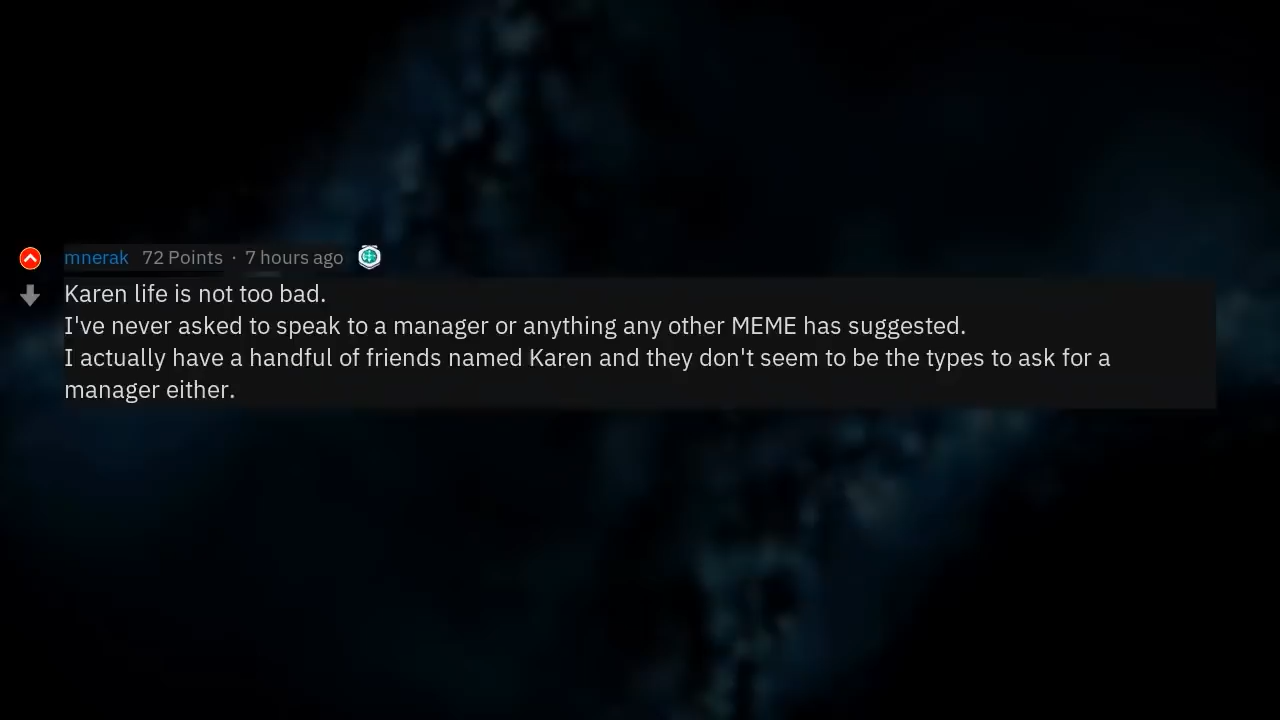 mnerak 72 Points · 7 hours ago
Karen life is not too bad.
I've never asked to speak to a manager or anything any other MEME has suggested.
I actually have a handful of friends named Karen and they don't seem to be the types to ask for a
manager either.